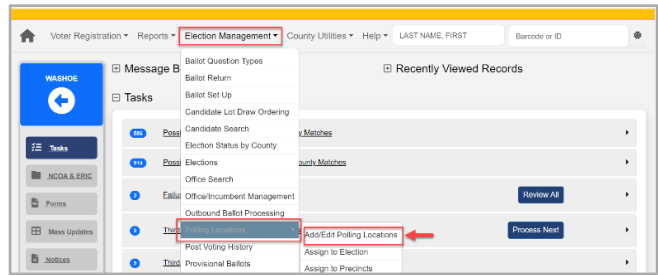 Voter Registration Reports Election Management County Utilities Help LAST NAME, FIRST Barcode or ID
WASHOE
Message B
Recently Viewed Records
Tasks
Ballot Question Types
Ballot Return
Ballot Set Up
Candidate Lot Draw Ordering
Candidate Search
Election Status by County
Elections
Office Search
Office/Incumbent Management
Outbound Ballot Processing
Polling Locations
Post Voting History
Provisional Ballots
Add/Edit Polling Locations
Assign to Election
Assign to Precincts
Possi y Matches
914 Possi ounty Matches
3 Failu Review All
Third Process Next
3 Third
Tasks
NCOA & ERIC
Forms
Mass Updates
Notices